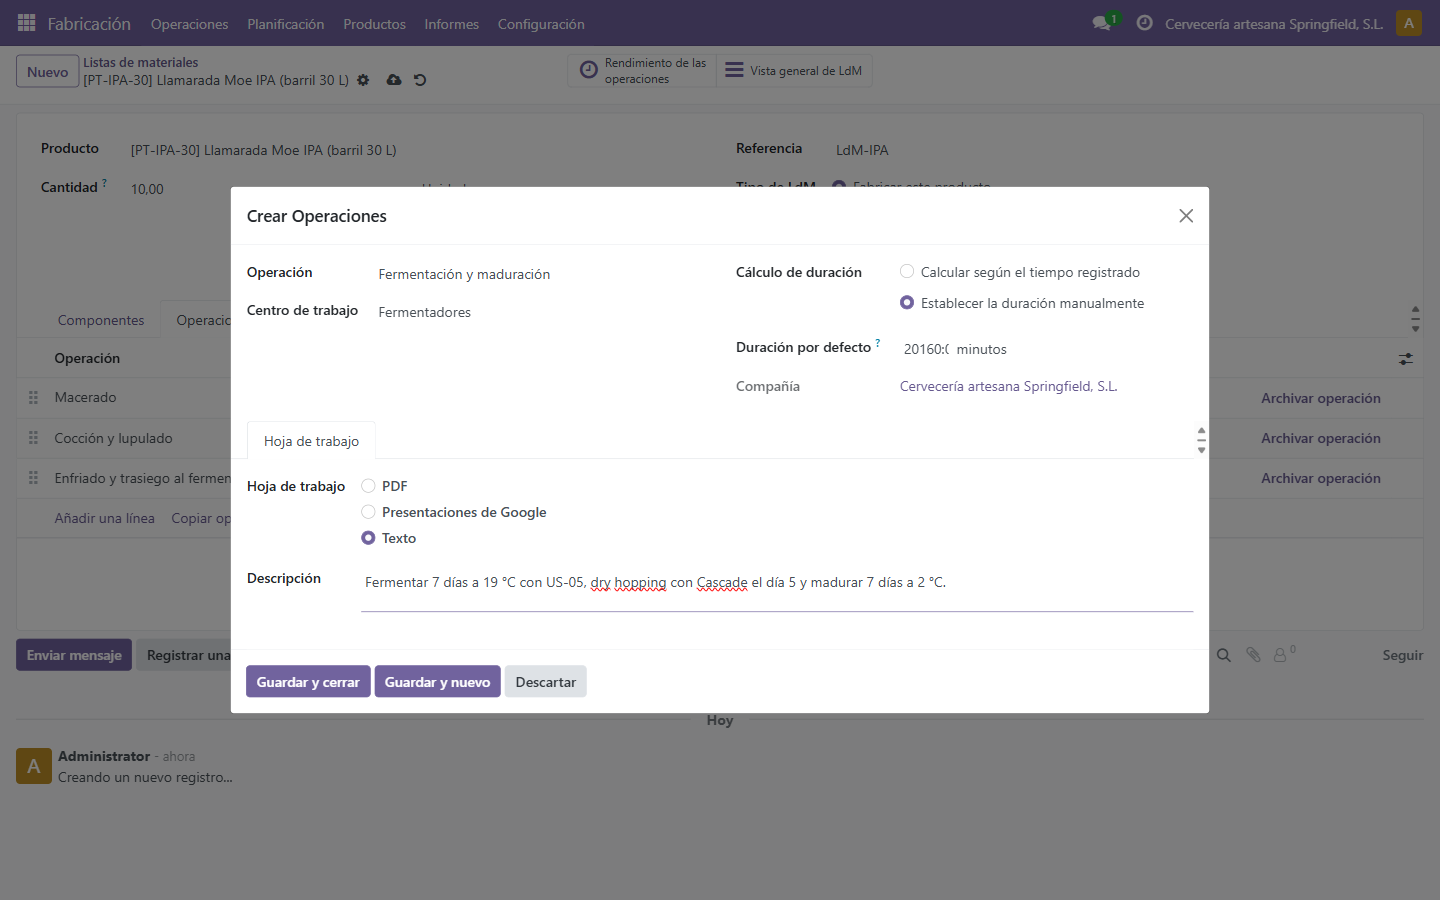 Fabricación Operaciones Planificación Productos Informes Configuración 1 Cervecería artesana Springfield, S.L. A
Nuevo Listas de materiales
[PT-IPA-30] Llamarada Moe IPA (barril 30 L)
Rendimiento de las operaciones
Vista general de LdM
Producto [PT-IPA-30] Llamarada Moe IPA (barril 30 L) Referencia LdM-IPA
Cantidad ? 10,00
Crear Operaciones
Operación Fermentación y maduración
Centro de trabajo Fermentadores
Cálculo de duración Calcular según el tiempo registrado
Establecer la duración manualmente
Duración por defecto ? 20160:0 minutos
Compañía Cervecería artesana Springfield, S.L.
Hoja de trabajo
Hoja de trabajo PDF
Presentaciones de Google
Texto
Descripción Fermentar 7 días a 19 °C con US-05, dry hopping con Cascade el día 5 y madurar 7 días a 2 °C.
Guardar y cerrar Guardar y nuevo Descartar
Componentes
Operación
Macerado Archivar operación
Cocción y lupulado Archivar operación
Enfriado y trasiego al Archivar operación
Añadir una línea Copiar
Enviar mensaje Registrar una 0 Seguir
Hoy
A Administrator - ahora
Creando un nuevo registro...